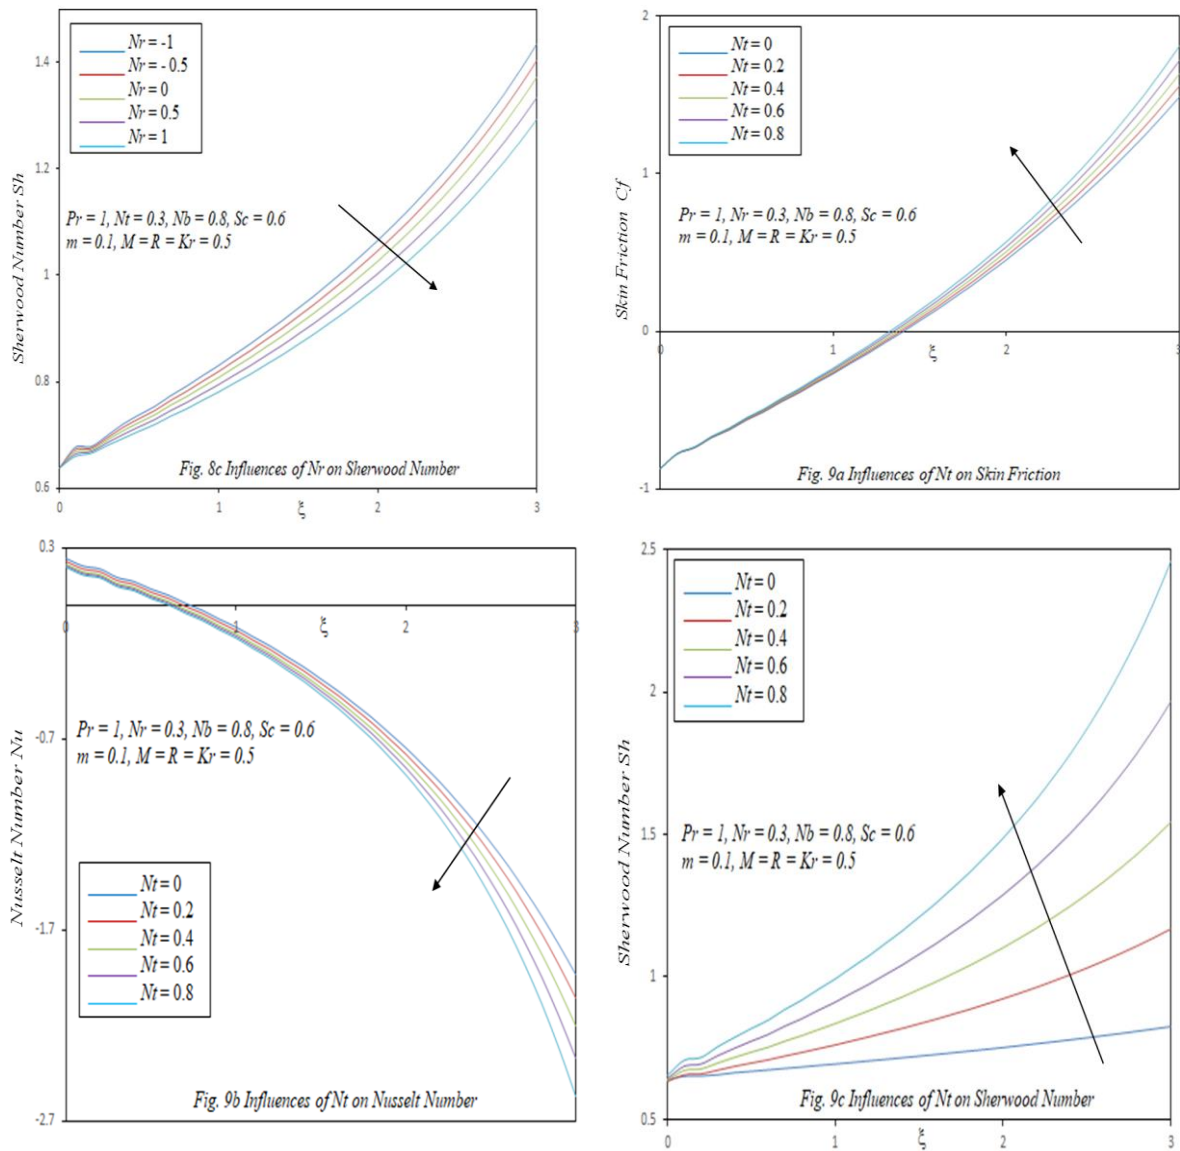 Nr = -1
Nr = - 0.5
Nr = 0
Nr = 0.5
Nr = 1
1.4
1.2
1
0.8
0.6
Sherwood Number Sh
Pr = 1, Nt = 0.3, Nb = 0.8, Sc = 0.6
m = 0.1, M = R = Kr = 0.5
Fig. 8c Influences of Nr on Sherwood Number
0 1 ξ 2 3
Nt = 0
Nt = 0.2
Nt = 0.4
Nt = 0.6
Nt = 0.8
2
1
0
-1
Skin Friction Cf
Pr = 1, Nr = 0.3, Nb = 0.8, Sc = 0.6
m = 0.1, M = R = Kr = 0.5
0 1 ξ 2 3
Fig. 9a Influences of Nt on Skin Friction
0.3
-0.7
-1.7
-2.7
Nusselt Number Nu
0 1 ξ 2 3
Pr = 1, Nr = 0.3, Nb = 0.8, Sc = 0.6
m = 0.1, M = R = Kr = 0.5
Nt = 0
Nt = 0.2
Nt = 0.4
Nt = 0.6
Nt = 0.8
Fig. 9b Influences of Nt on Nusselt Number
2.5
2
1.5
1
0.5
Sherwood Number Sh
Nt = 0
Nt = 0.2
Nt = 0.4
Nt = 0.6
Nt = 0.8
Pr = 1, Nr = 0.3, Nb = 0.8, Sc = 0.6
m = 0.1, M = R = Kr = 0.5
Fig. 9c Influences of Nt on Sherwood Number
0 1 ξ 2 3